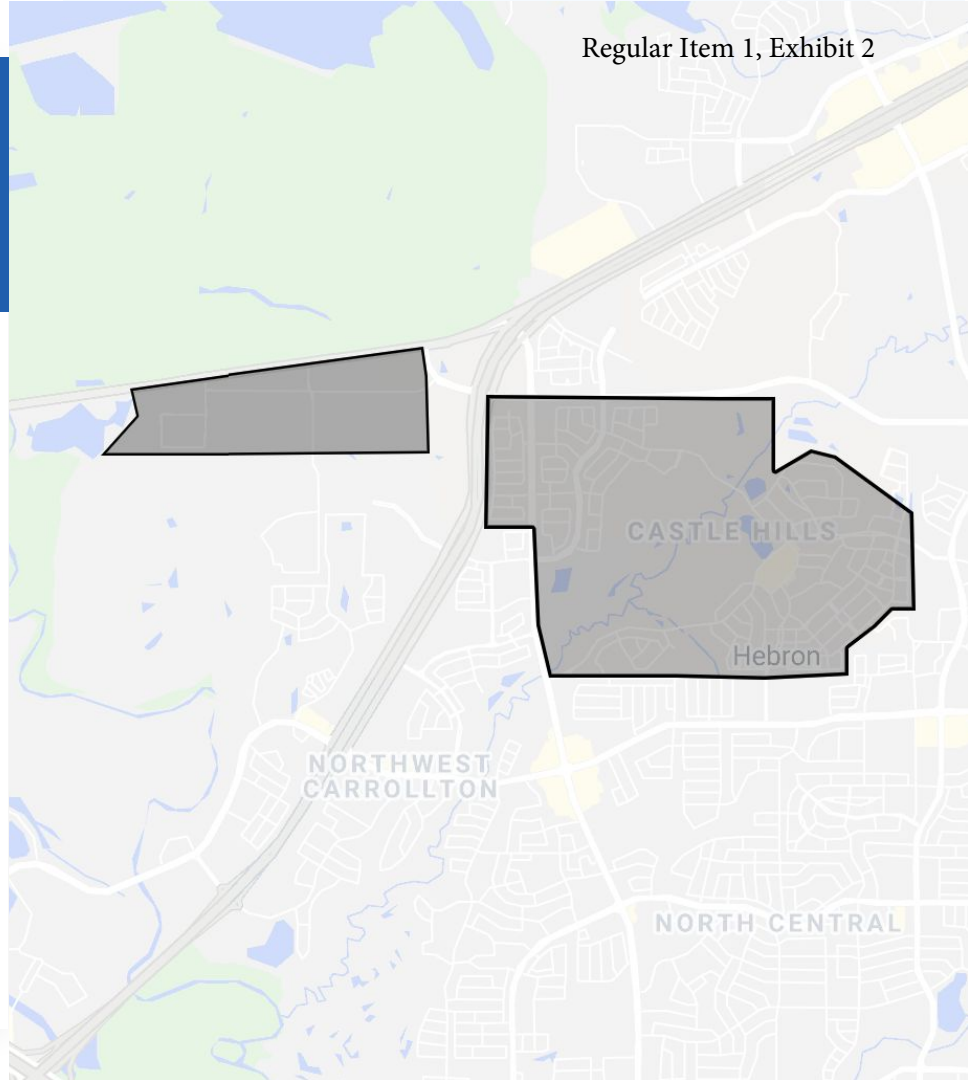 Regular Item 1, Exhibit 2
CASTLE HILLS
Hebron
NORTHWEST
CARROLLTON
NORTH CENTRAL